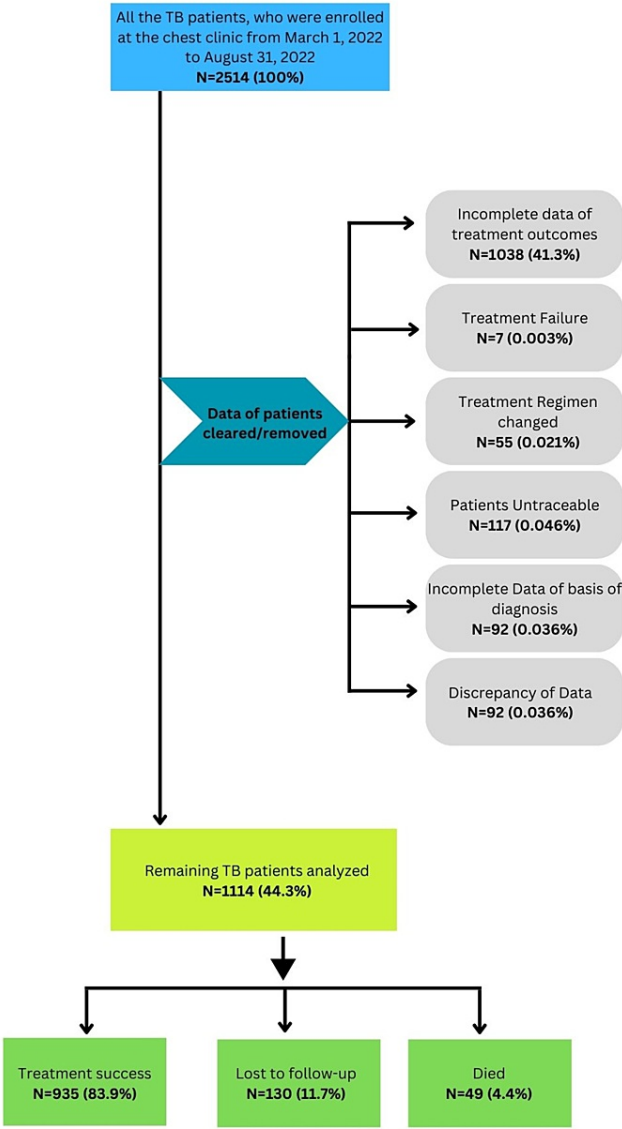 All the TB patients, who were enrolled
at the chest clinic from March 1, 2022
to August 31, 2022
N=2514 (100%)
Incomplete data of
treatment outcomes
N=1038 (41.3%)
Treatment Failure
N=7 (0.003%)
Data of patients
cleared/removed
Treatment Regimen
changed
N=55 (0.021%)
Patients Untraceable
N=117 (0.046%)
Incomplete Data of basis of
diagnosis
N=92 (0.036%)
Discrepancy of Data
N=92 (0.036%)
Remaining TB patients analyzed
N=1114 (44.3%)
Treatment success
N=935 (83.9%)
Lost to follow-up
N=130 (11.7%)
Died
N=49 (4.4%)